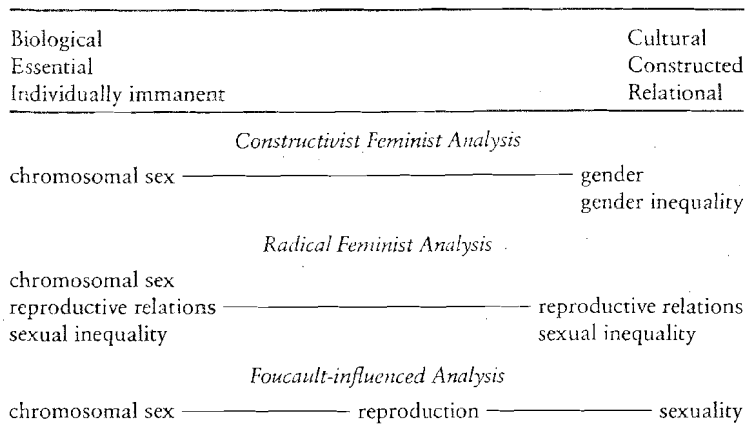 Biological Cultural
Essential Constructed
Individually immanent Relational
Constructivist Feminist Analysis
chromosomal sex gender
gender inequality
Radical Feminist Analysis
chromosomal sex
reproductive relations reproductive relations
sexual inequality sexual inequality
Foucault-influenced Analysis
chromosomal sex reproduction sexuality